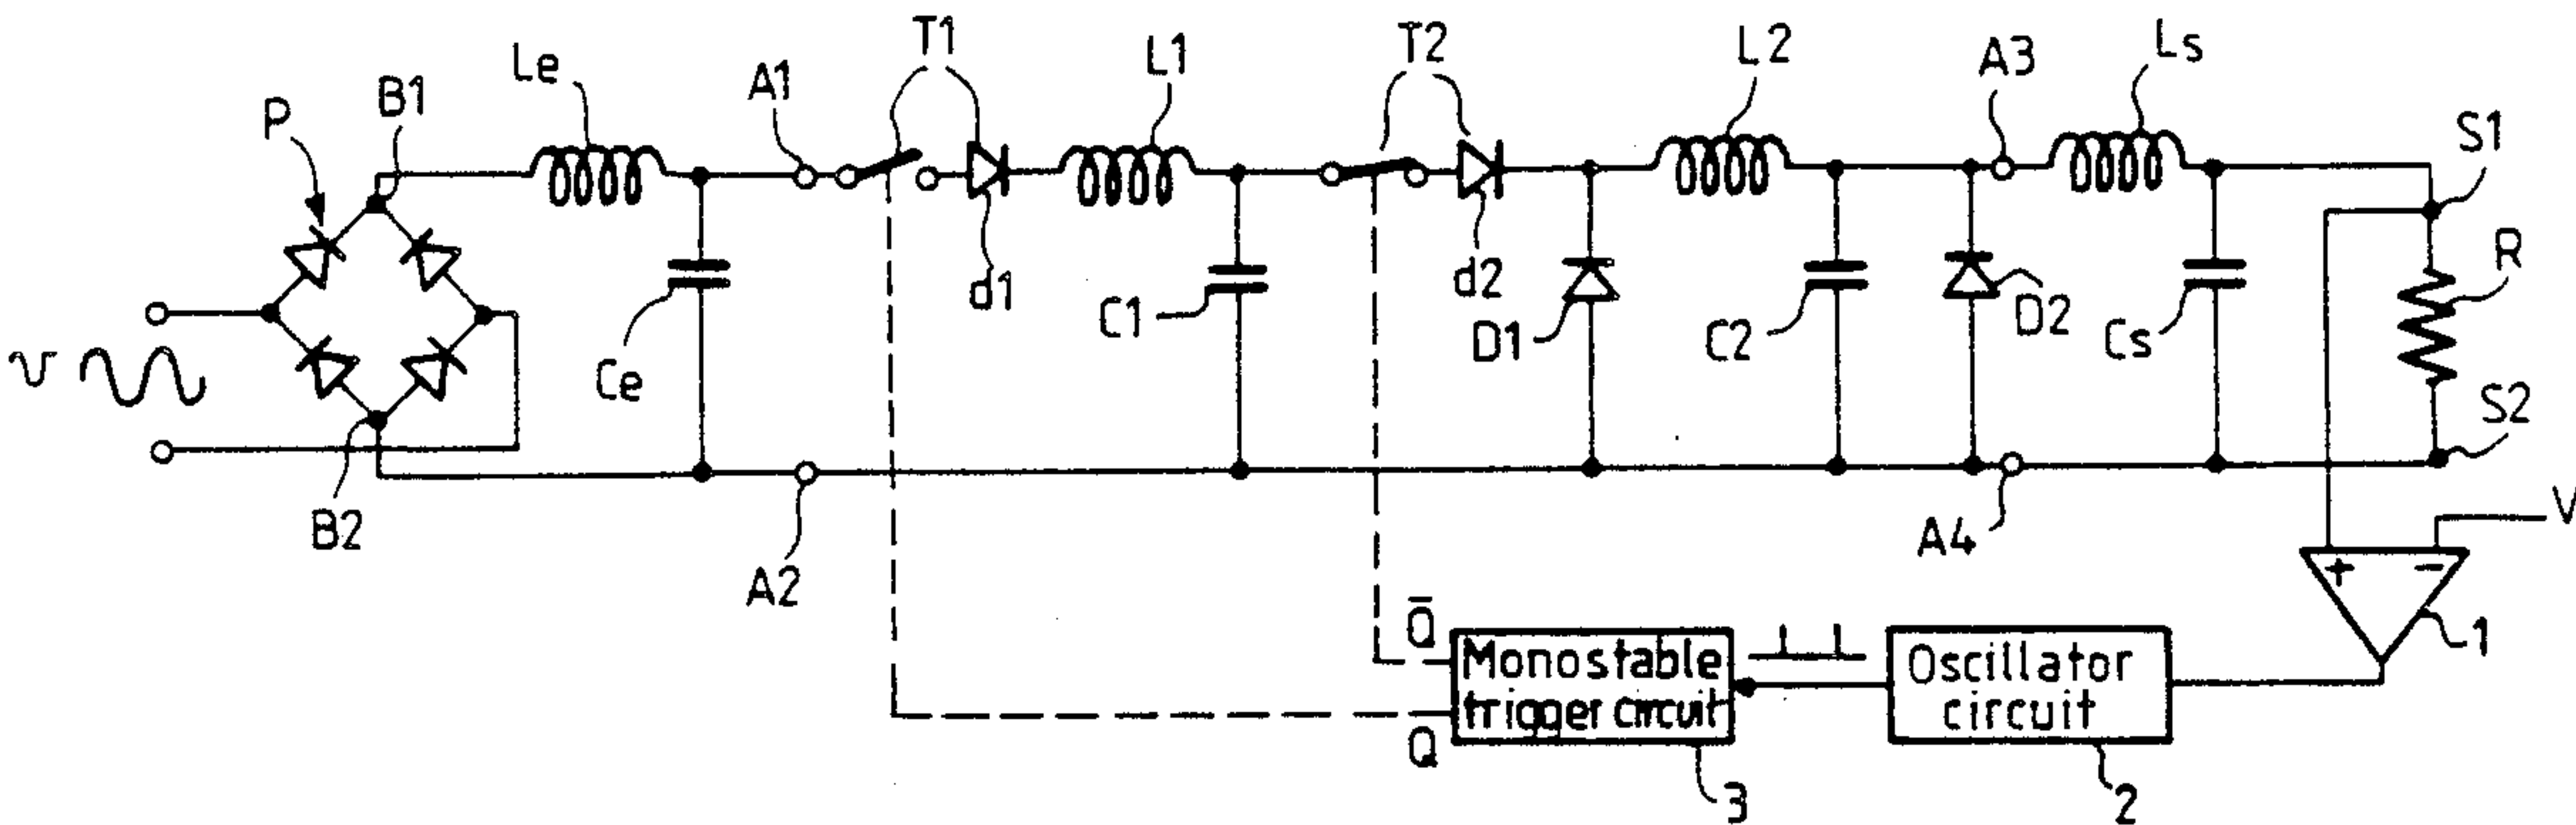 T1
T2
Le
L1
L2
A3
Ls
P
B1
A1
S1
Ce
d1
C1
D1
d2
C2
D2
Cs
R
S2
B2
A2
A4
V
+ -
Q̅
Monostable
trigger circuit
Oscillator
circuit
1
Q
3
2